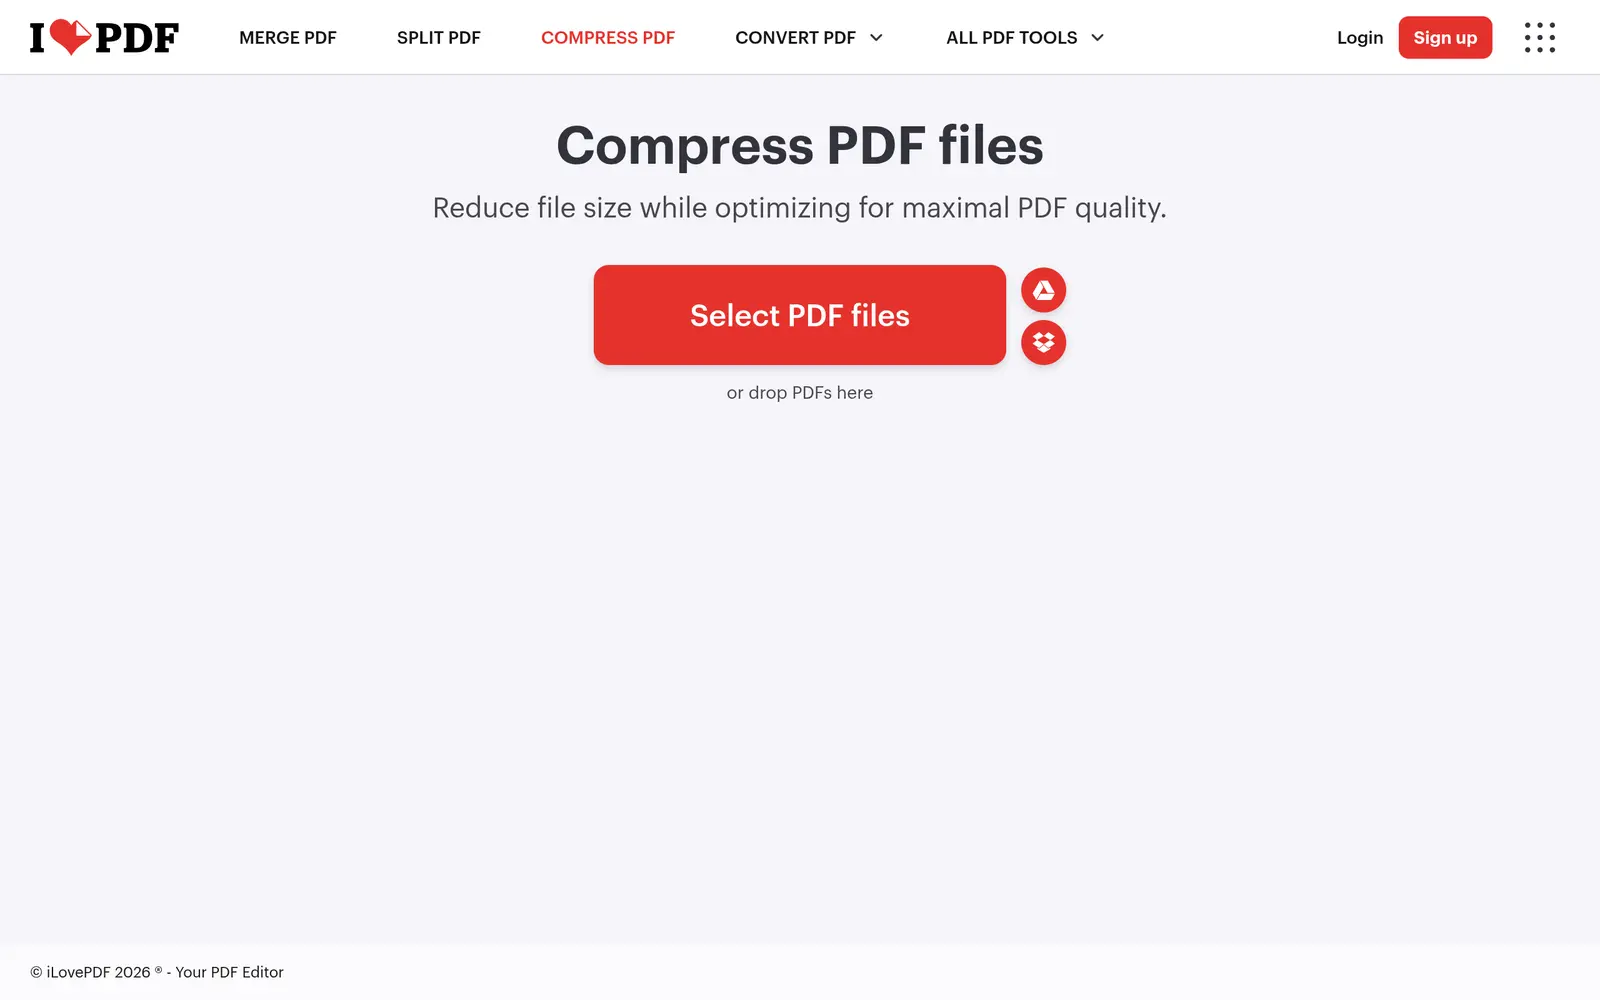 I PDF
MERGE PDF
SPLIT PDF
COMPRESS PDF
CONVERT PDF
ALL PDF TOOLS
Login
Sign up
Compress PDF files
Reduce file size while optimizing for maximal PDF quality.
Select PDF files
or drop PDFs here
© iLovePDF 2026 ® - Your PDF Editor